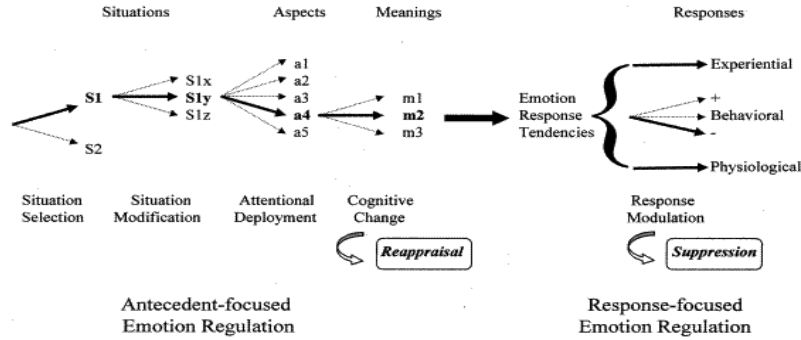 Situations
Aspects
Meanings
Responses
S1
S2
S1x
S1y
S1z
a1
a2
a3
a4
a5
m1
m2
m3
Emotion
Response
Tendencies
Experiential
+
Behavioral
-
Physiological
Situation
Selection
Situation
Modification
Attentional
Deployment
Cognitive
Change
Response
Modulation
Reappraisal
Suppression
Antecedent-focused
Emotion Regulation
Response-focused
Emotion Regulation